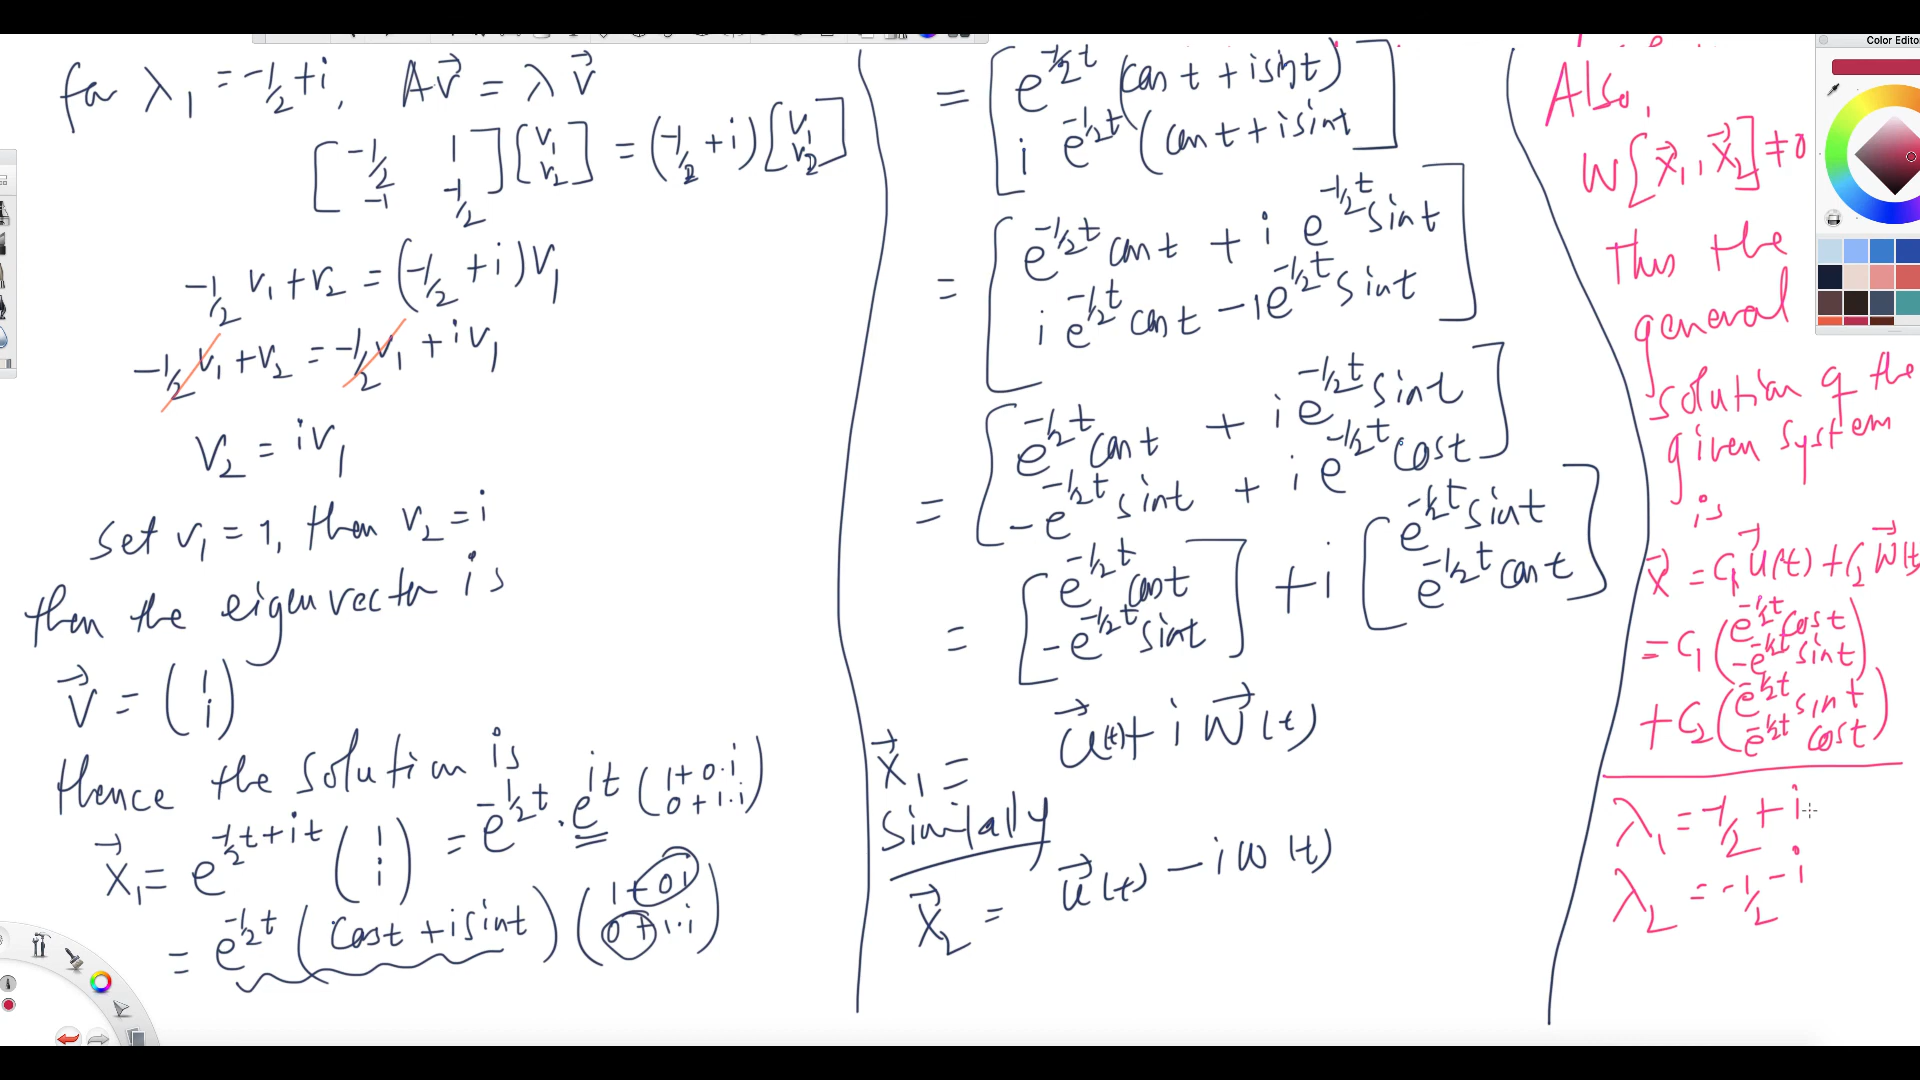 for λ₁ = -1/2 + i, Av⃗ = λv⃗
[-1/2 1; -1 -1/2] [v₁; v₂] = (-1/2 + i) [v₁; v₂]
-1/2 v₁ + v₂ = (-1/2 + i) v₁
-1/2 v₁ + v₂ = -1/2 v₁ + i v₁
v₂ = i v₁
set v₁ = 1, then v₂ = i
then the eigenvector is
v⃗ = (1; i)
Hence the solution is
x⃗₁ = e^(-1/2 t + it) (1; i) = e^(-1/2 t) · e^(it) (1 + 0·i; 0 + 1·i)
= e^(-1/2 t) (cos t + i sin t) (1 + 0i; 0 + 1·i)
= [e^(-1/2 t) (cos t + i sin t); i e^(-1/2 t) (cos t + i sin t]
= [e^(-1/2 t) cos t + i e^(-1/2 t) sin t; i e^(-1/2 t) cos t - 1 e^(-1/2 t) sin t]
= [e^(-1/2 t) cos t + i e^(-1/2 t) sin t; -e^(-1/2 t) sin t + i e^(-1/2 t) cos t]
= [e^(-1/2 t) cos t; -e^(-1/2 t) sin t] + i [e^(-1/2 t) sin t; e^(-1/2 t) cos t]
x⃗₁ = u⃗(t) + i w⃗(t)
Similally
x⃗₂ = u⃗(t) - i w(t)
Also,
W[x⃗₁, x⃗₂] ≠ 0
Thus the
general
solution of the
given system
is
x⃗ = C₁ u⃗(t) + C₂ w⃗(t
= C₁ (e^(-1/2 t) cos t; -e^(-1/2 t) sin t)
+ C₂ (e^(-1/2 t) sin t; e^(-1/2 t) cos t)
λ₁ = -1/2 + i
λ₂ = -1/2 - i
Color Editor